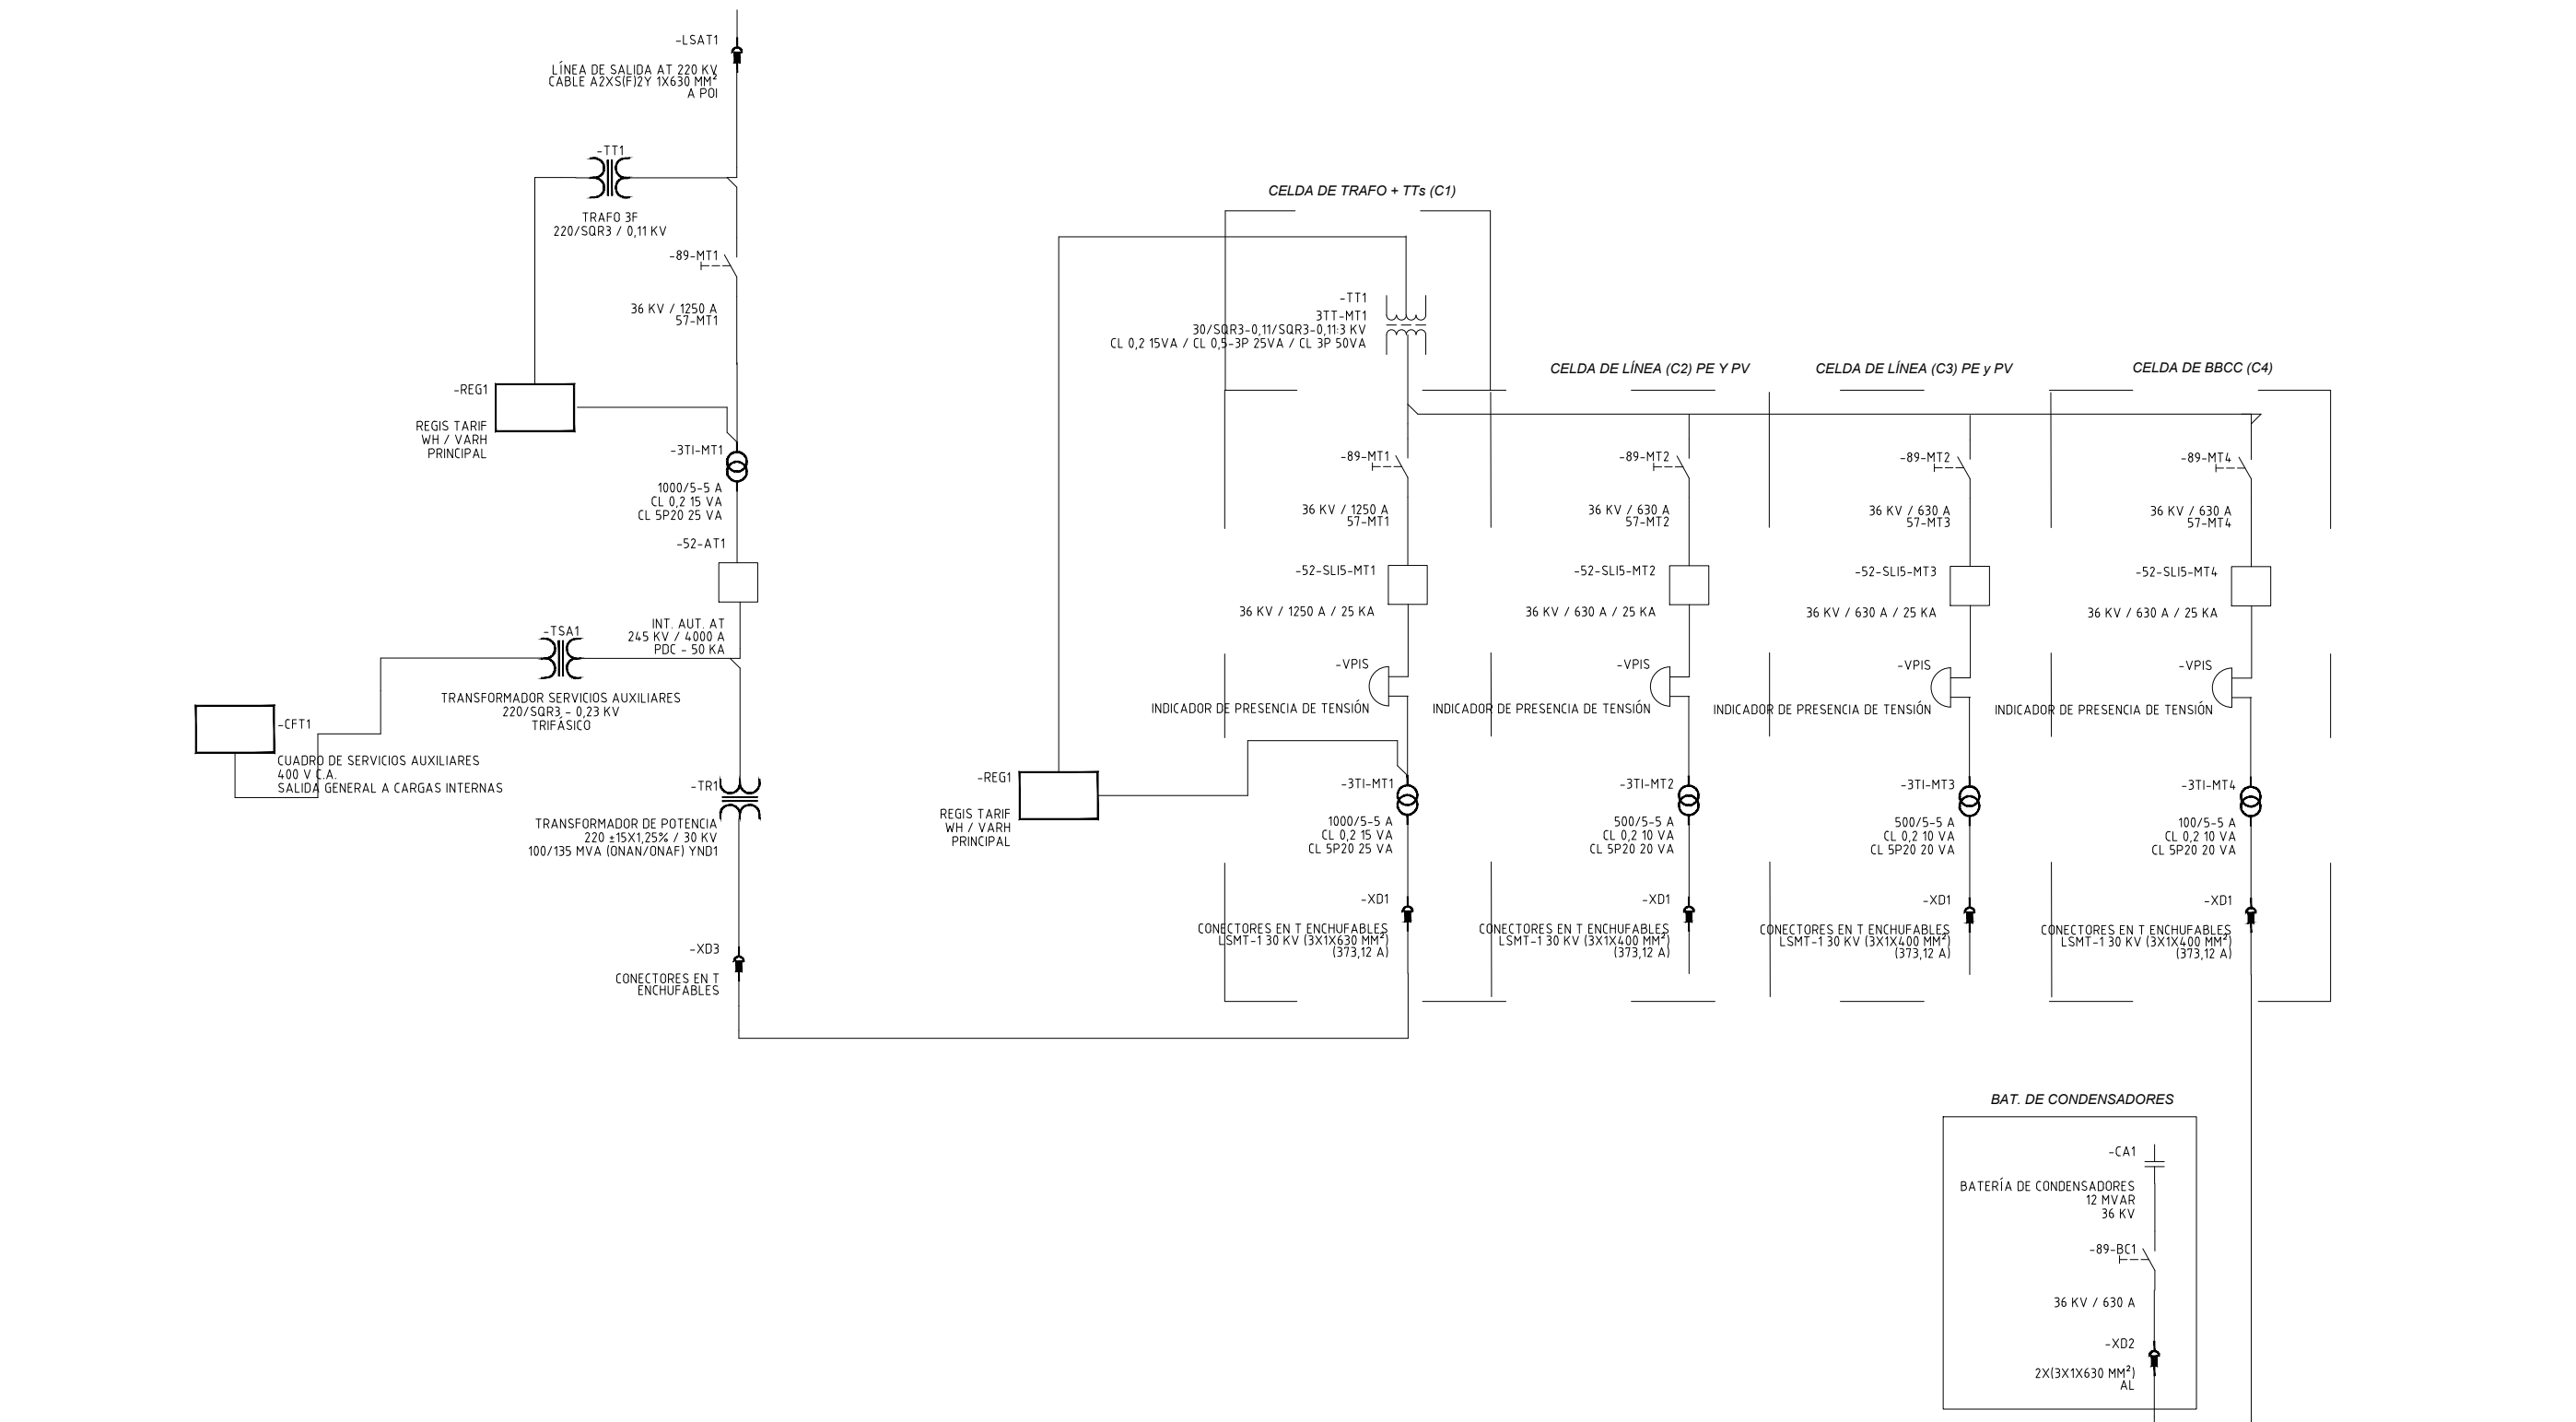 -LSAT1
LÍNEA DE SALIDA AT 220 KV
CABLE A2XS(F)2Y 1X630 MM²
A POI
-TT1
TRAFO 3F
220/SQR3 / 0,11 KV
-89-MT1
36 KV / 1250 A
57-MT1
-REG1
REGIS TARIF
WH / VARH
PRINCIPAL
-3TI-MT1
1000/5-5 A
CL 0,2 15 VA
CL 5P20 25 VA
-52-AT1
INT. AUT. AT
245 KV / 4000 A
PDC - 50 KA
-TSA1
TRANSFORMADOR SERVICIOS AUXILIARES
220/SQR3 - 0,23 KV
TRIFÁSICO
-CFT1
CUADRO DE SERVICIOS AUXILIARES
400 V C.A.
SALIDA GENERAL A CARGAS INTERNAS
-TR1
TRANSFORMADOR DE POTENCIA
220 ±15X1,25% / 30 KV
100/135 MVA (ONAN/ONAF) YND1
-XD3
CONECTORES EN T
ENCHUFABLES
CELDA DE TRAFO + TTs (C1)
-TT1
3TT-MT1
30/SQR3-0,11/SQR3-0,11:3 KV
CL 0,2 15VA / CL 0,5-3P 25VA / CL 3P 50VA
-89-MT1
36 KV / 1250 A
57-MT1
-52-SLI5-MT1
36 KV / 1250 A / 25 KA
-VPIS
INDICADOR DE PRESENCIA DE TENSIÓN
-REG1
REGIS TARIF
WH / VARH
PRINCIPAL
-3TI-MT1
1000/5-5 A
CL 0,2 15 VA
CL 5P20 25 VA
-XD1
CONECTORES EN T ENCHUFABLES
LSMT-1 30 KV (3X1X630 MM²)
(373,12 A)
CELDA DE LÍNEA (C2) PE Y PV
-89-MT2
36 KV / 630 A
57-MT2
-52-SLI5-MT2
36 KV / 630 A / 25 KA
-VPIS
INDICADOR DE PRESENCIA DE TENSIÓN
-3TI-MT2
500/5-5 A
CL 0,2 10 VA
CL 5P20 20 VA
-XD1
CONECTORES EN T ENCHUFABLES
LSMT-1 30 KV (3X1X400 MM²)
(373,12 A)
CELDA DE LÍNEA (C3) PE y PV
-89-MT2
36 KV / 630 A
57-MT3
-52-SLI5-MT3
36 KV / 630 A / 25 KA
-VPIS
INDICADOR DE PRESENCIA DE TENSIÓN
-3TI-MT3
500/5-5 A
CL 0,2 10 VA
CL 5P20 20 VA
-XD1
CONECTORES EN T ENCHUFABLES
LSMT-1 30 KV (3X1X400 MM²)
(373,12 A)
CELDA DE BBCC (C4)
-89-MT4
36 KV / 630 A
57-MT4
-52-SLI5-MT4
36 KV / 630 A / 25 KA
-VPIS
INDICADOR DE PRESENCIA DE TENSIÓN
-3TI-MT4
100/5-5 A
CL 0,2 10 VA
CL 5P20 20 VA
-XD1
CONECTORES EN T ENCHUFABLES
LSMT-1 30 KV (3X1X400 MM²)
(373,12 A)
BAT. DE CONDENSADORES
-CA1
BATERÍA DE CONDENSADORES
12 MVAR
36 KV
-89-BC1
36 KV / 630 A
-XD2
2X(3X1X630 MM²)
AL